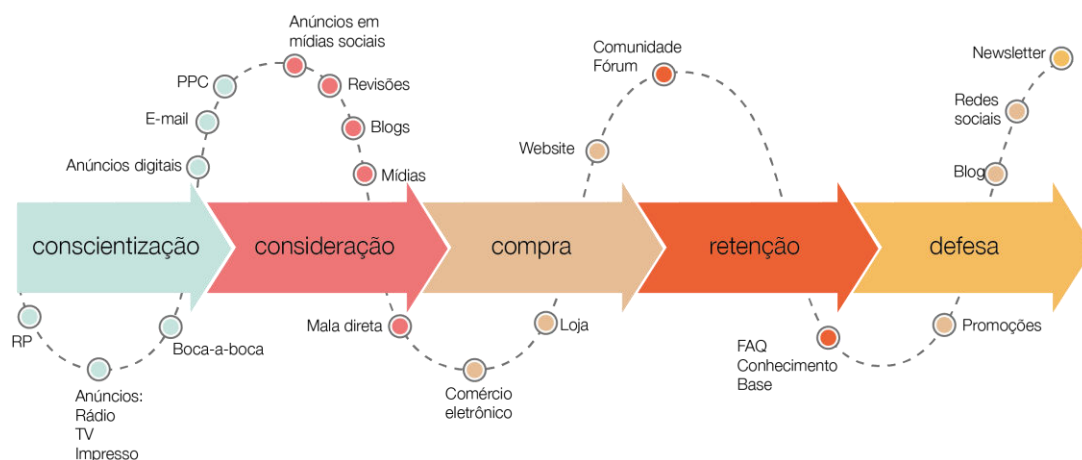 Anúncios em
mídias sociais
PPC
Revisões
E-mail
Blogs
Anúncios digitais
Mídias
Comunidade
Fórum
Website
Newsletter
Redes
sociais
Blog
conscientização
consideração
compra
retenção
defesa
RP
Boca-a-boca
Anúncios:
Rádio
TV
Impresso
Mala direta
Loja
Comércio
eletrônico
FAQ
Conhecimento
Base
Promoções